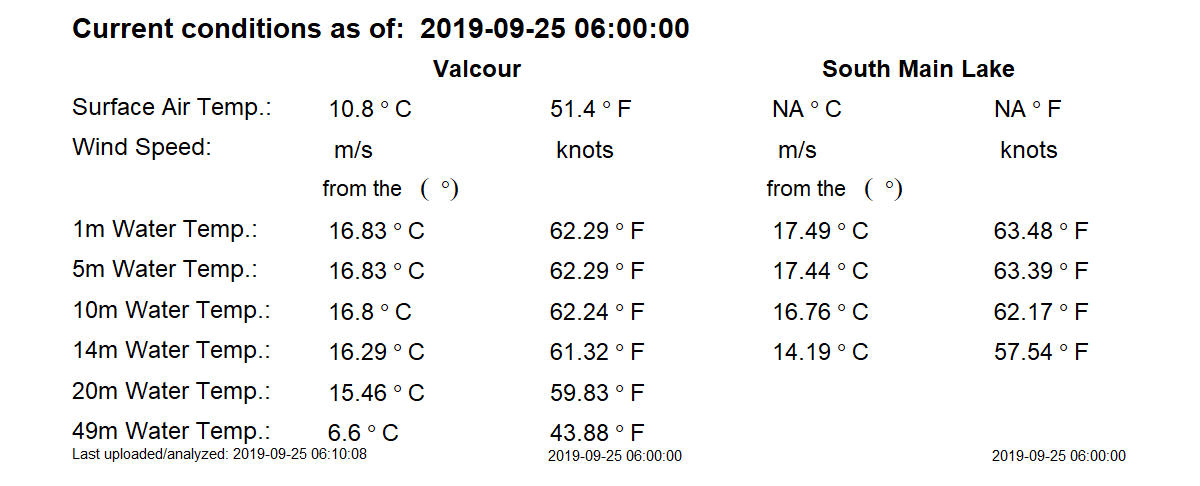 Current conditions as of: 2019-09-25 06:00:00
Valcour South Main Lake
Surface Air Temp.: 10.8 ° C 51.4 ° F NA ° C NA ° F
Wind Speed: m/s knots m/s knots
from the ( °) from the ( °)
1m Water Temp.: 16.83 ° C 62.29 ° F 17.49 ° C 63.48 ° F
5m Water Temp.: 16.83 ° C 62.29 ° F 17.44 ° C 63.39 ° F
10m Water Temp.: 16.8 ° C 62.24 ° F 16.76 ° C 62.17 ° F
14m Water Temp.: 16.29 ° C 61.32 ° F 14.19 ° C 57.54 ° F
20m Water Temp.: 15.46 ° C 59.83 ° F
49m Water Temp.: 6.6 ° C 43.88 ° F
Last uploaded/analyzed: 2019-09-25 06:10:08 2019-09-25 06:00:00 2019-09-25 06:00:00